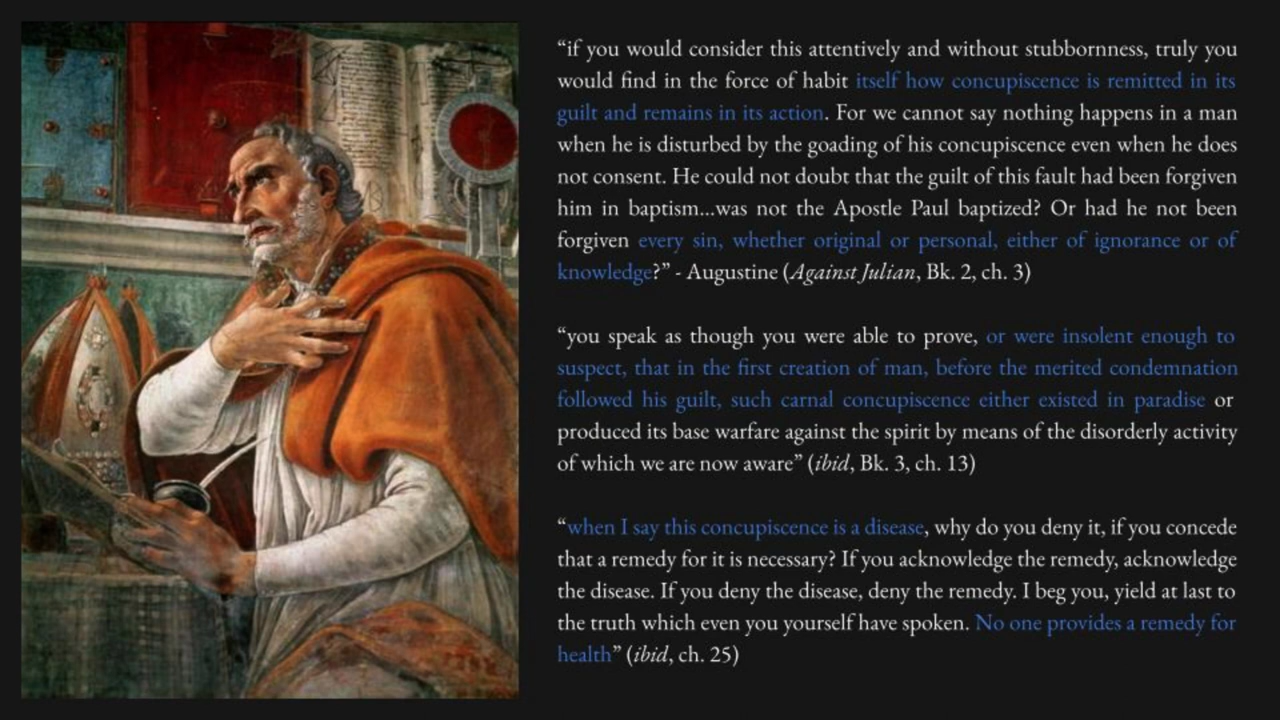 “if you would consider this attentively and without stubbornness, truly you
would find in the force of habit itself how concupiscence is remitted in its
guilt and remains in its action. For we cannot say nothing happens in a man
when he is disturbed by the goading of his concupiscence even when he does
not consent. He could not doubt that the guilt of this fault had been forgiven
him in baptism...was not the Apostle Paul baptized? Or had he not been
forgiven every sin, whether original or personal, either of ignorance or of
knowledge?” - Augustine (Against Julian, Bk. 2, ch. 3)
“you speak as though you were able to prove, or were insolent enough to
suspect, that in the first creation of man, before the merited condemnation
followed his guilt, such carnal concupiscence either existed in paradise or
produced its base warfare against the spirit by means of the disorderly activity
of which we are now aware” (ibid, Bk. 3, ch. 13)
“when I say this concupiscence is a disease, why do you deny it, if you concede
that a remedy for it is necessary? If you acknowledge the remedy, acknowledge
the disease. If you deny the disease, deny the remedy. I beg you, yield at last to
the truth which even you yourself have spoken. No one provides a remedy for
health” (ibid, ch. 25)